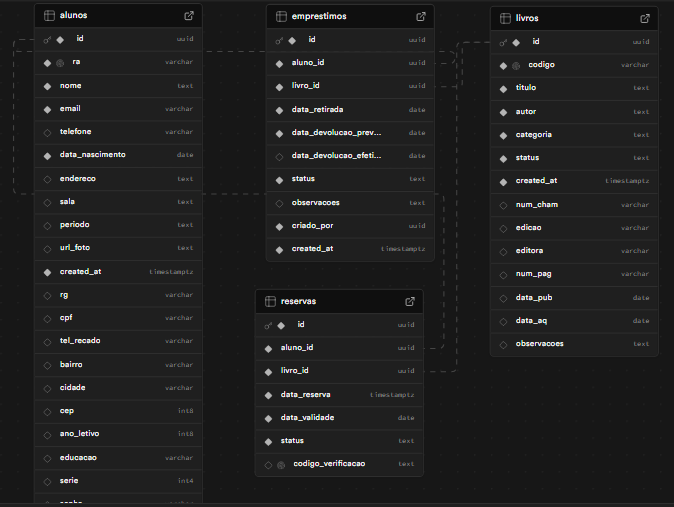 alunos
id uuid
ra varchar
nome text
email varchar
telefone varchar
data_nascimento date
endereco text
sala text
periodo text
url_foto text
created_at timestamptz
rg varchar
cpf varchar
tel_recado varchar
bairro varchar
cidade varchar
cep int8
ano_letivo int8
educacao varchar
serie int4
emprestimos
id uuid
aluno_id uuid
livro_id uuid
data_retirada date
data_devolucao_prev... date
data_devolucao_efeti... date
status text
observacoes text
criado_por uuid
created_at timestamptz
reservas
id uuid
aluno_id uuid
livro_id uuid
data_reserva timestamptz
data_validade date
status text
codigo_verificacao text
livros
id uuid
codigo varchar
titulo text
autor text
categoria text
status text
created_at timestamptz
num_cham varchar
edicao varchar
editora varchar
num_pag varchar
data_pub date
data_aq date
observacoes text